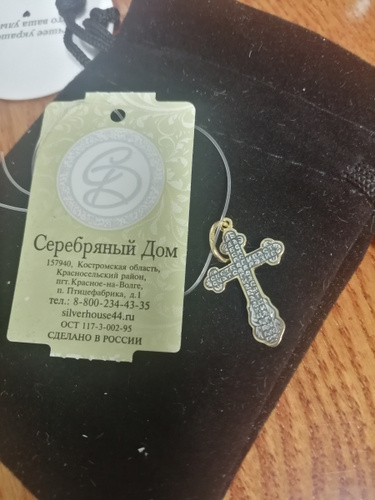 Серебряный Дом
157940, Костромская область,
Красносельский район,
пгт. Красное-на-Волге,
п. Птицефабрика, д.1
тел.: 8-800-234-43-35
silverhouse44.ru
ОСТ 117-3-002-95
СДЕЛАНО В РОССИИ